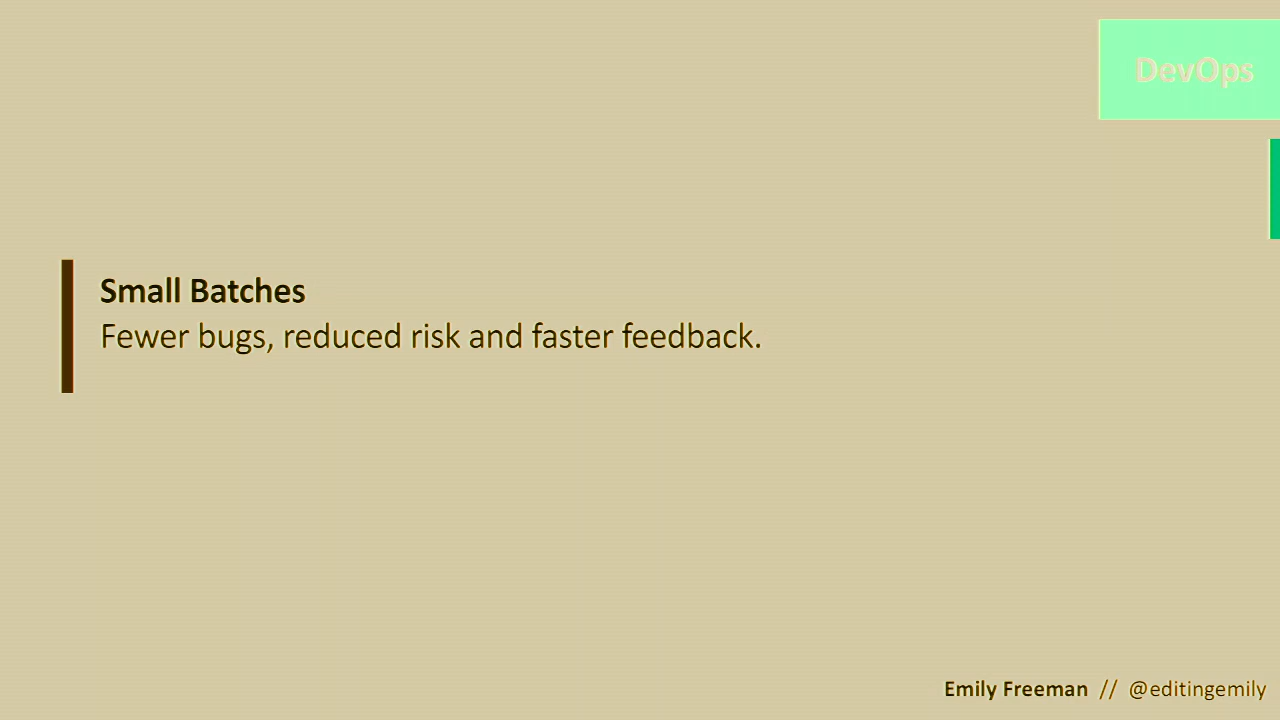 DevOps
Small Batches
Fewer bugs, reduced risk and faster feedback.
Emily Freeman // @editingemily